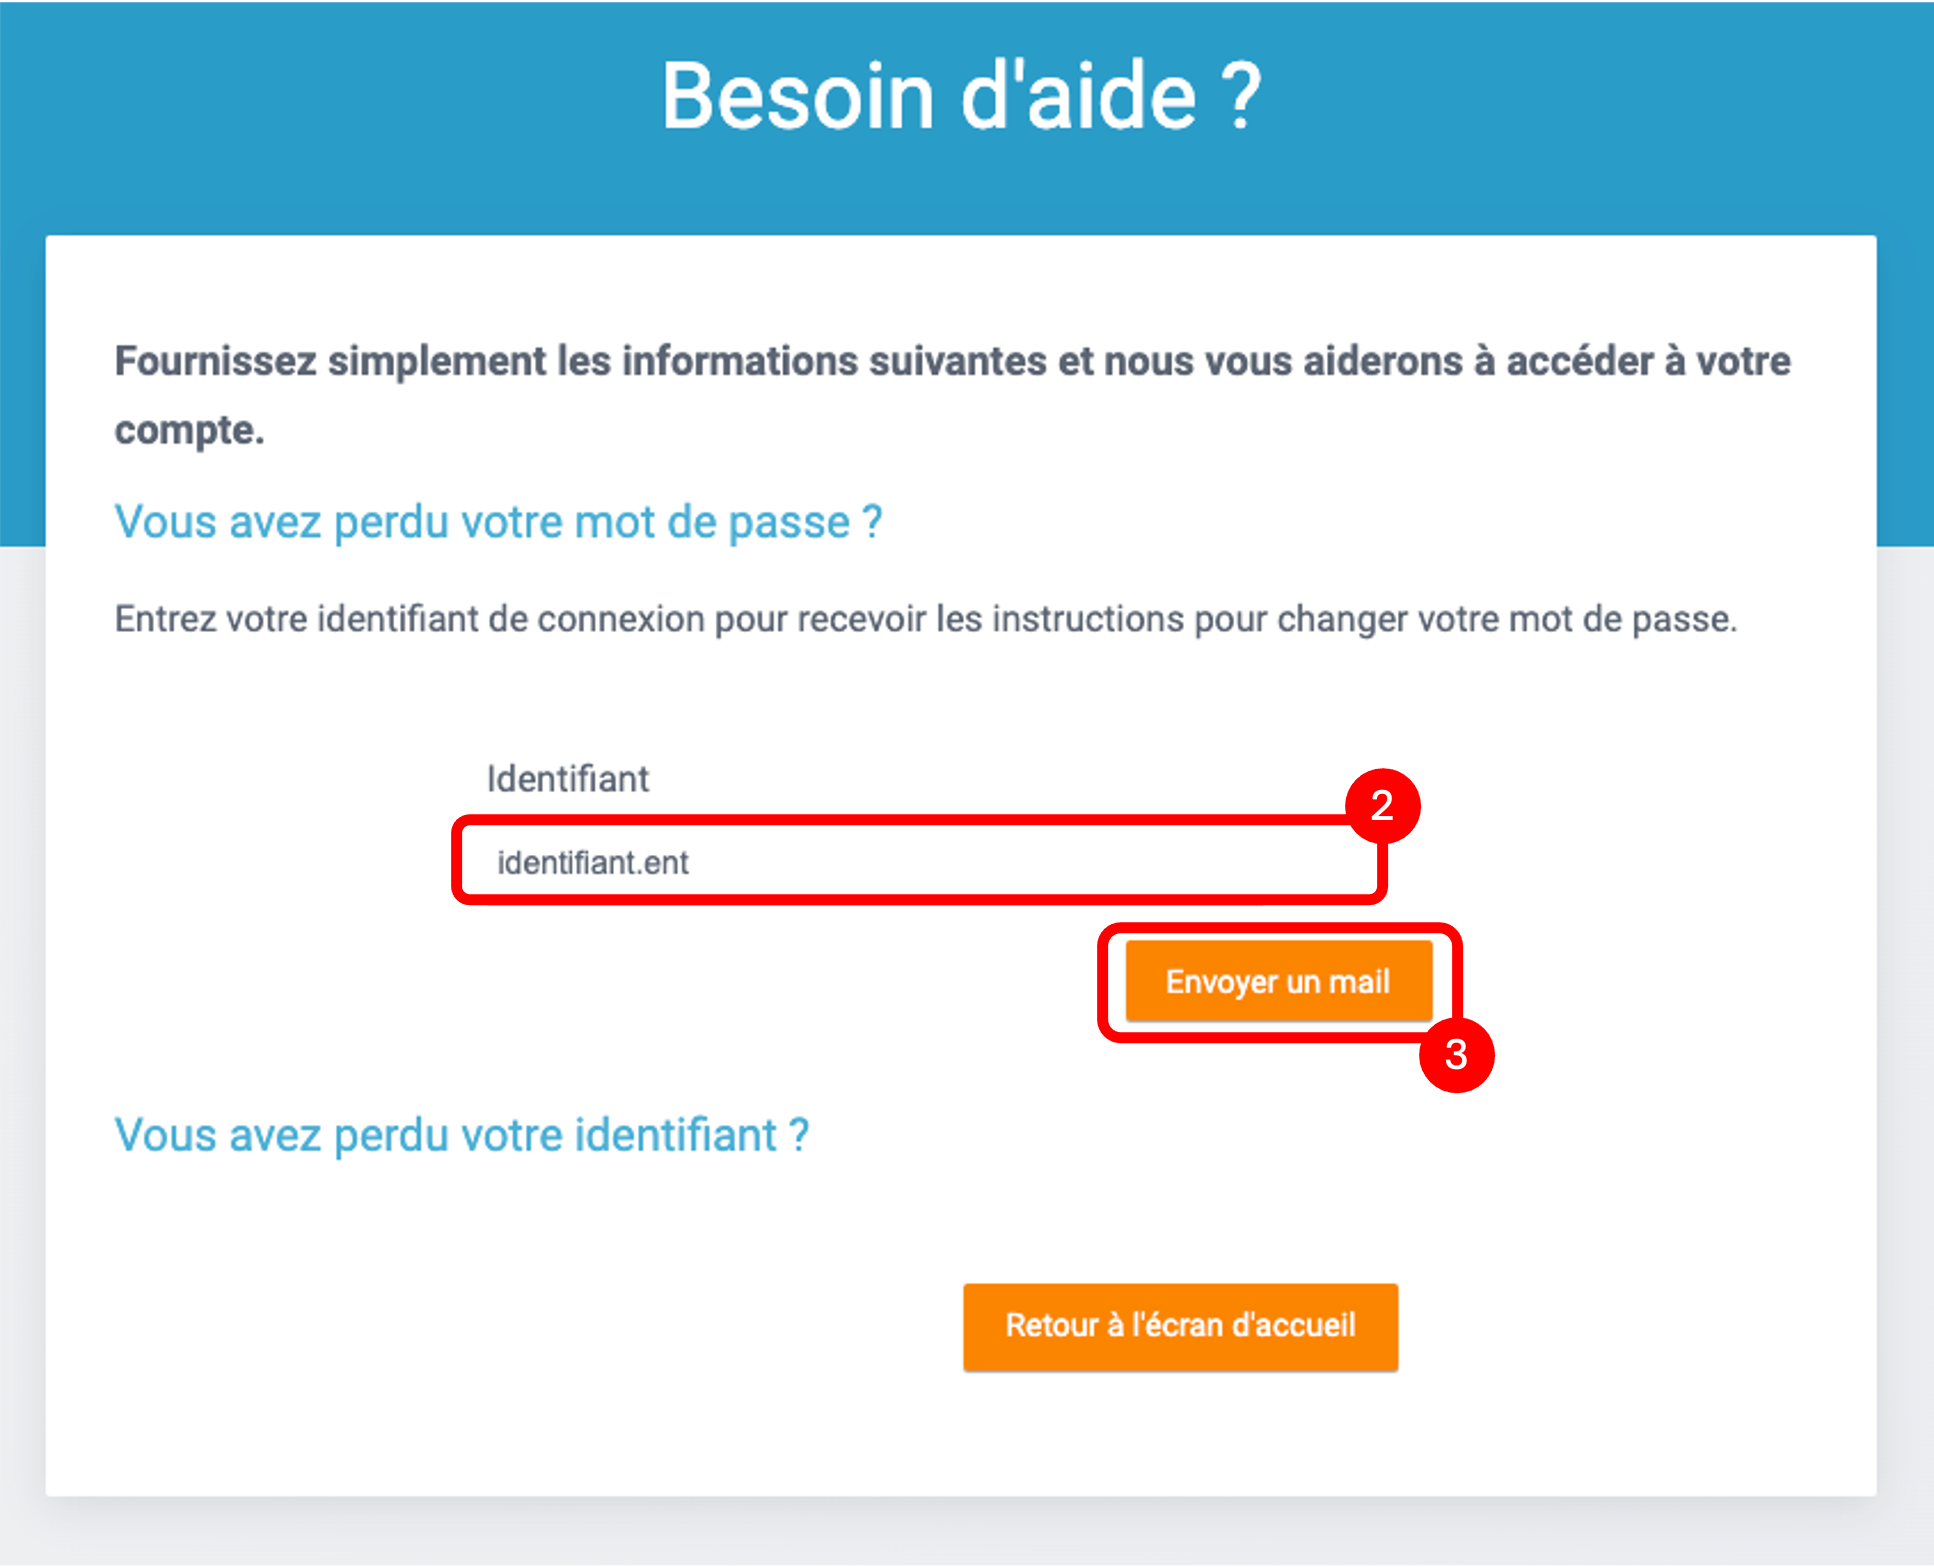 Besoin d'aide ?
Fournissez simplement les informations suivantes et nous vous aiderons à accéder à votre
compte.
Vous avez perdu votre mot de passe ?
Entrez votre identifiant de connexion pour recevoir les instructions pour changer votre mot de passe.
Identifiant
2
identifiant.ent
Envoyer un mail
3
Vous avez perdu votre identifiant ?
Retour à l'écran d'accueil